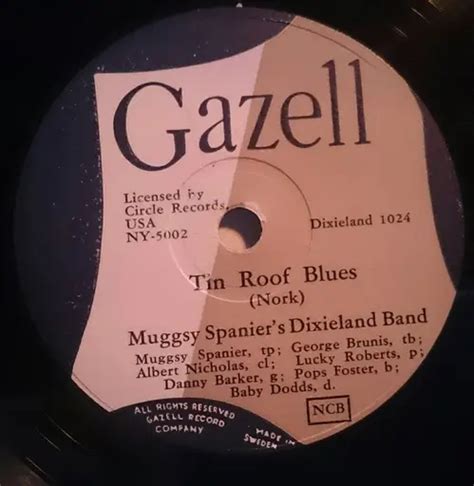 Gazell
Licensed by
Circle Records,
USA
NY-5002
Dixieland 1024
Tin Roof Blues
(Nork)
Muggsy Spanier's Dixieland Band
Muggsy Spanier, tp; George Brunis, tb;
Albert Nicholas, cl; Lucky Roberts, p;
Danny Barker, g; Pops Foster, b;
Baby Dodds, d.
NCB
ALL RIGHTS RESERVED
GAZELL RECORD
COMPANY
MADE IN
SWEDEN